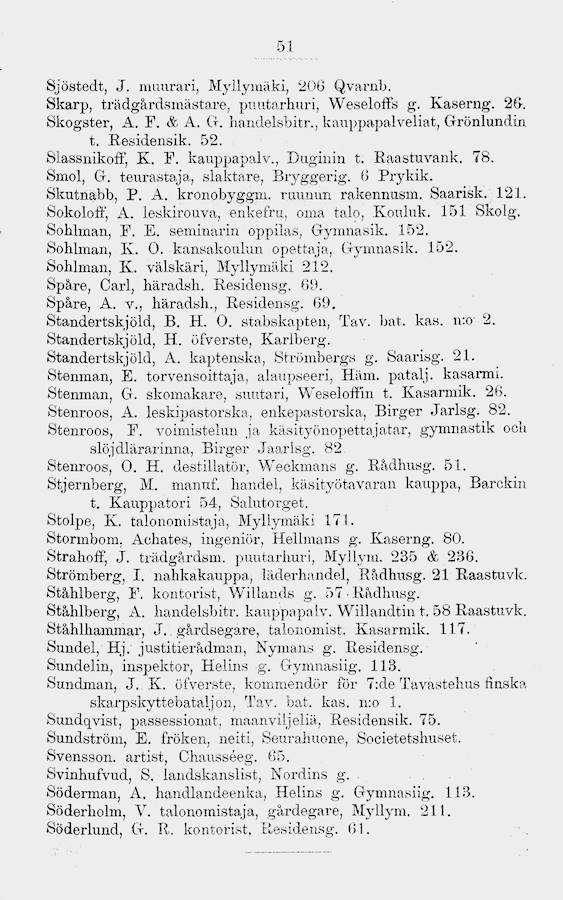 51
Sjöstedt, J. muurari, Myllymäki, 206 Qvarnb.
Skarp, trädgårdsmästare, puutarhuri, Weseloffs g. Kaserng. 26.
Skogster, A. F. & A. G. handelsbitr., kauppapalveliat, Grönlundin
t. Residensik. 52.
Slassnikoff, K. F. kauppapalv., Duginin t. Raastuvank. 78.
Smol, G. teurastaja, slaktare, Bryggerig. 6 Prykik.
Skutnabb, P. A. kronobyggm. ruunun rakennusm. Saarisk. 121.
Sokoloff, A. leskirouva, enkefru, oma talo, Kouluk. 151 Skolg.
Sohlman, F. E. seminarin oppilas, Gymnasik. 152.
Sohlman, K. O. kansakoulun opettaja, Gymnasik. 152.
Sohlman, K. välskäri, Myllymäki 212.
Spåre, Carl, häradsh. Residensg. 69.
Spåre, A. v., häradsh., Residensg. 69.
Standertskjöld, B. H. O. stabskapten, Tav. bat. kas. n:o 2.
Standertskjöld, H. öfverste, Karlberg.
Standertskjöld, A. kaptenska, Strömbergs g. Saarisg. 21.
Stenman, E. torvensoittaja, alaupseeri, Häm. patalj. kasarmi.
Stenman, G. skomakare, suutari, Weseloffin t. Kasarmik. 26.
Stenroos, A. leskipastorska, enkepastorska, Birger Jarlsg. 82.
Stenroos, F. voimistelun ja käsityönopettajatar, gymnastik och
slöjdlärarinna, Birger Jaarlsg. 82
Stenroos, O. H. destillatör, Weckmans g. Rådhusg. 51.
Stjernberg, M. manuf. handel, käsityötavaran kauppa, Barckin
t. Kauppatori 54, Salutorget.
Stolpe, K. talonomistaja, Myllymäki 171.
Stormbom, Achates, ingeniör, Hellmans g. Kaserng. 80.
Strahoff, J. trädgårdsm. puutarhuri, Myllym. 235 & 236.
Strömberg, I. nahkakauppa, läderhandel, Rådhusg. 21 Raastuvk.
Ståhlberg, F. kontorist, Willands g. 57 Rådhusg.
Ståhlberg, A. handelsbitr. kauppapalv. Willandtin t. 58 Raastuvk.
Ståhlhammar, J. gårdsegare, talonomist. Kasarmik. 117.
Sundel, Hj. justitierådman, Nymans g. Residensg.
Sundelin, inspektor, Helins g. Gymnasiig. 113.
Sundman, J. K. öfverste, kommendör för 7:de Tavastehus finska
skarpskyttebataljon, Tav. bat. kas. n:o 1.
Sundqvist, passessionat, maanviljeliä, Residensik. 75.
Sundström, E. fröken, neiti, Seurahuone, Societetshuset.
Svensson. artist, Chausséeg. 65.
Svinhufvud, S. landskanslist, Nordins g.
Söderman, A. handlandeenka, Helins g. Gymnasiig. 113.
Söderholm, V. talonomistaja, gårdegare, Myllym. 211.
Söderlund, G. R. kontorist, Residensg. 61.